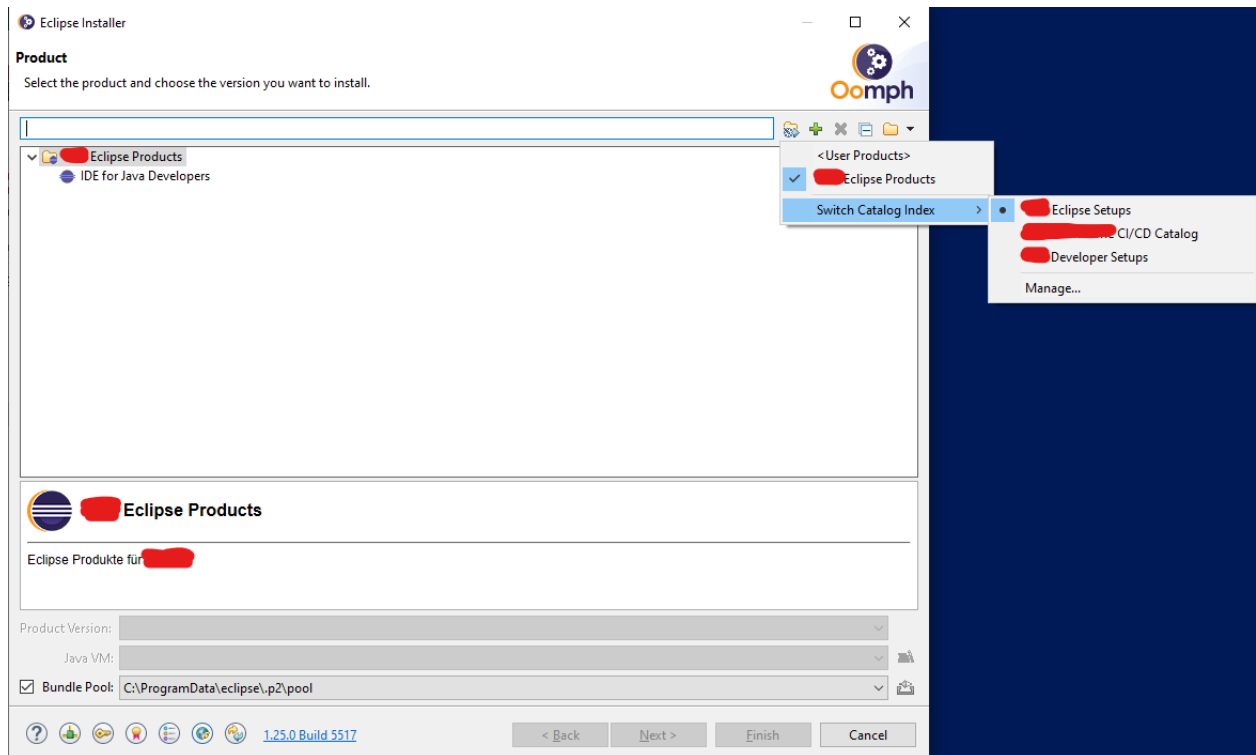 Eclipse Installer
Product
Select the product and choose the version you want to install.
Oomph
Eclipse Products
IDE for Java Developers
<User Products>
Eclipse Products
Switch Catalog Index
Eclipse Setups
CI/CD Catalog
Developer Setups
Manage...
Eclipse Products
Eclipse Produkte für
Product Version:
Java VM:
Bundle Pool: C:\ProgramData\eclipse\.p2\pool
1.25.0 Build 5517
< Back
Next >
Finish
Cancel